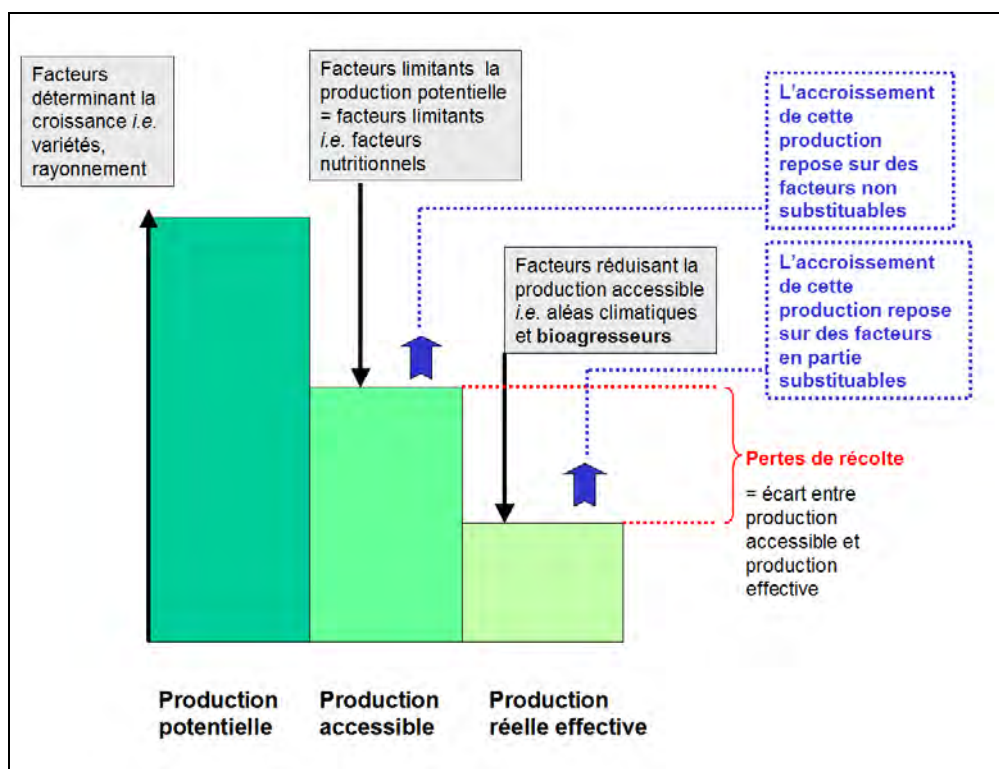 Facteurs
déterminant la
croissance i.e.
variétés,
rayonnement
Facteurs limitants la
production potentielle
= facteurs limitants
i.e. facteurs
nutritionnels
L'accroissement
de cette
production
repose sur des
facteurs non
substituables
Facteurs réduisant la
production accessible
i.e. aléas climatiques
et bioagresseurs
L'accroissement
de cette
production repose
sur des facteurs
en partie
substituables
Pertes de récolte
= écart entre
production
accessible et
production
effective
Production
potentielle
Production
accessible
Production
réelle effective